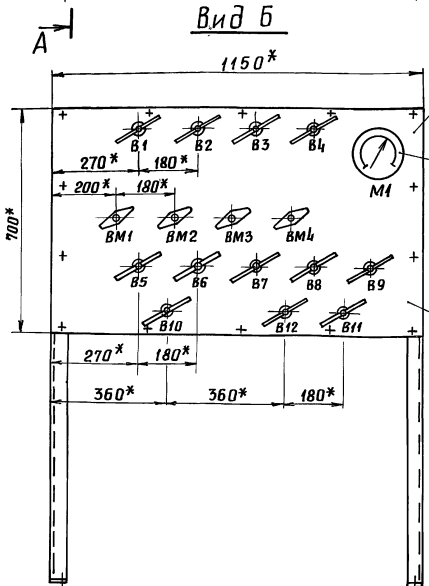 Вид Б
А
1150*
В1 В2 В3 В4
270* 180*
М1
200* 180*
700*
ВМ1 ВМ2 ВМ3 ВМ4
В5 В6 В7 В8 В9
В10 В12 В11
270* 180*
360* 360* 180*